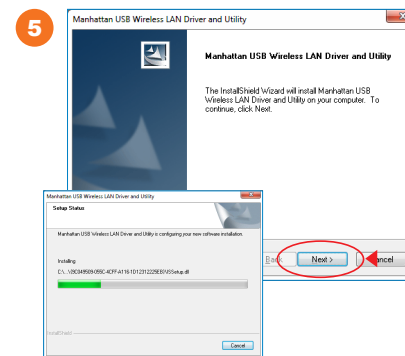 5
Manhattan USB Wireless LAN Driver and Utility
Manhattan USB Wireless LAN Driver and Utility
The InstallShield Wizard will install Manhattan USB
Wireless LAN Driver and Utility on your computer. To
continue, click Next.
Back
Next >
Cancel
Manhattan USB Wireless LAN Driver and Utility
Setup Status
Manhattan USB Wireless LAN Driver and Utility is configuring your new software installation.
Installing
InstallShield
Cancel